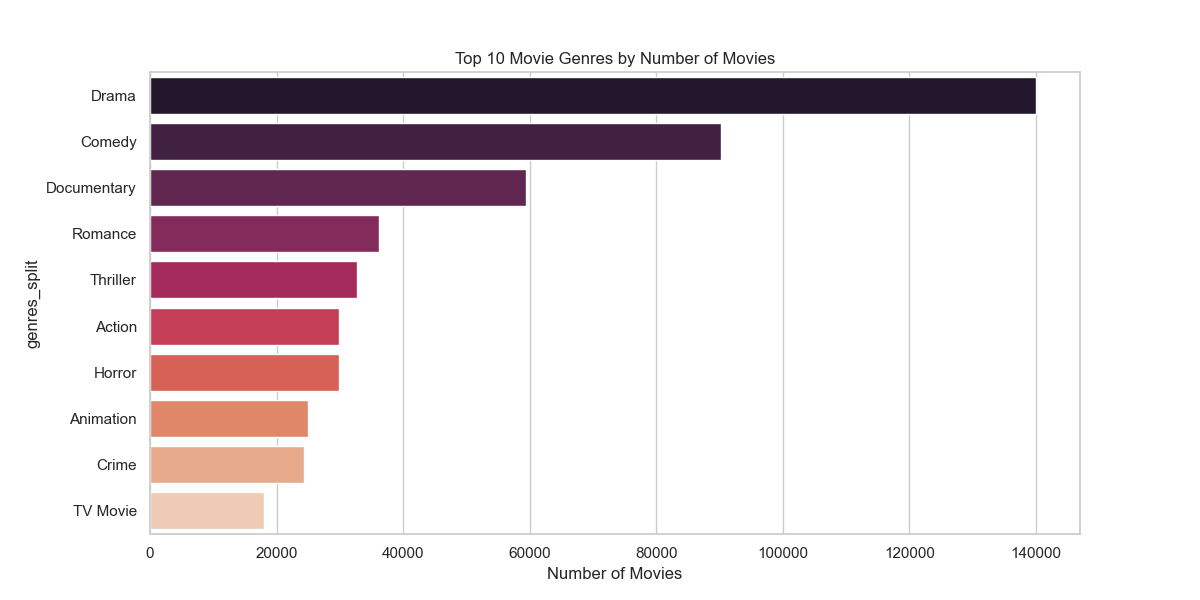 Top 10 Movie Genres by Number of Movies
genres_split
Drama
Comedy
Documentary
Romance
Thriller
Action
Horror
Animation
Crime
TV Movie
0 20000 40000 60000 80000 100000 120000 140000
Number of Movies